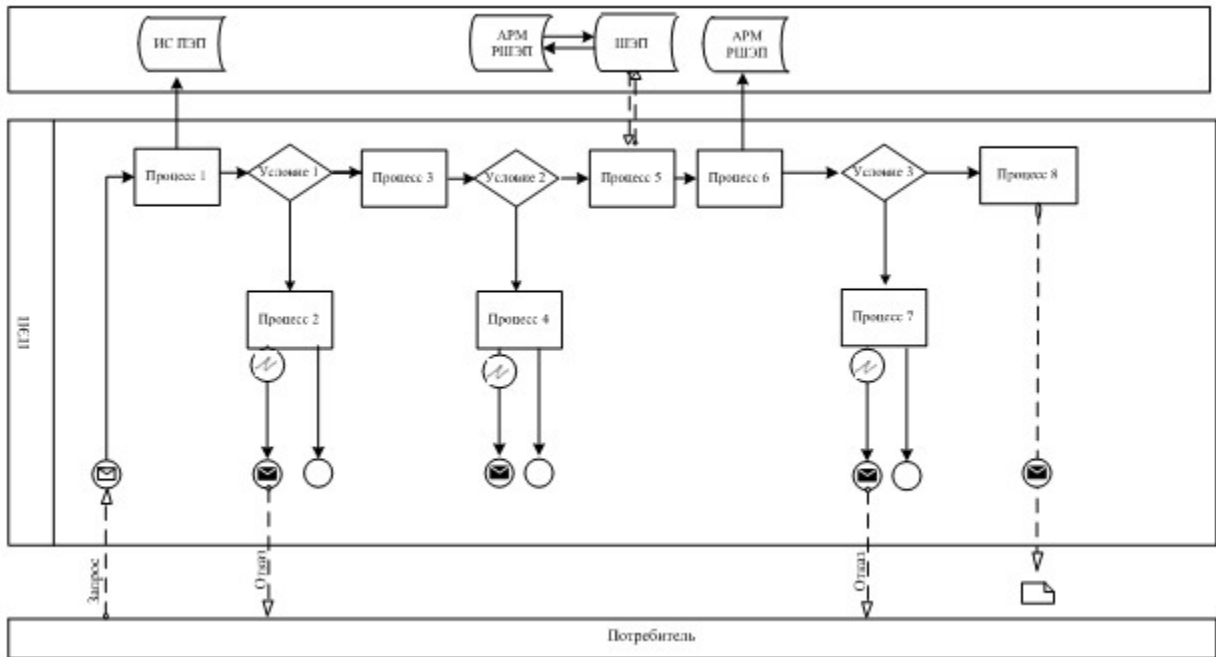 ИС ПЭП
АРМ
РШЭП
ШЭП
АРМ
РШЭП
Процесс 1
Условие 1
Процесс 3
Условие 2
Процесс 5
Процесс 6
Условие 3
Процесс 8
Процесс 2
Процесс 4
Процесс 7
Запрос
Отказ
Отказ
Потребитель